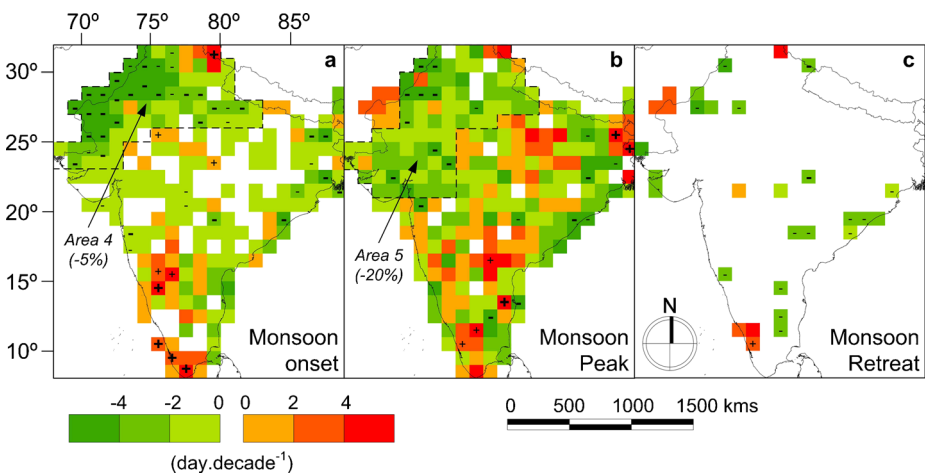 70º 75º 80º 85º
30º
25º
20º
15º
10º
a
Area 4
(-5%)
Monsoon
onset
b
Area 5
(-20%)
Monsoon
Peak
c
N
Monsoon
Retreat
-4 -2 0 0 2 4
(day.decade⁻¹)
0 500 1000 1500 kms